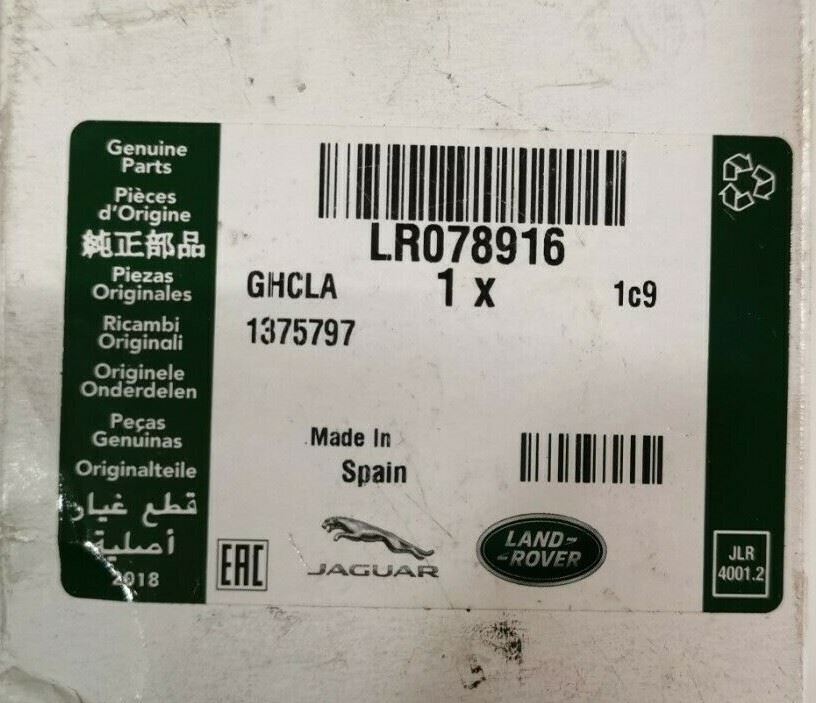 Genuine
Parts
Pièces
d'Origine
純正部品
Piezas
Originales
Ricambi
Originali
Originele
Onderdelen
Peças
Genuinas
Originalteile
قطع غيار
أصلية
2018
LR078916
GHCLA
1 x
1c9
1375797
Made In
Spain
EAC
JAGUAR
LAND-
-ROVER
JLR
4001.2